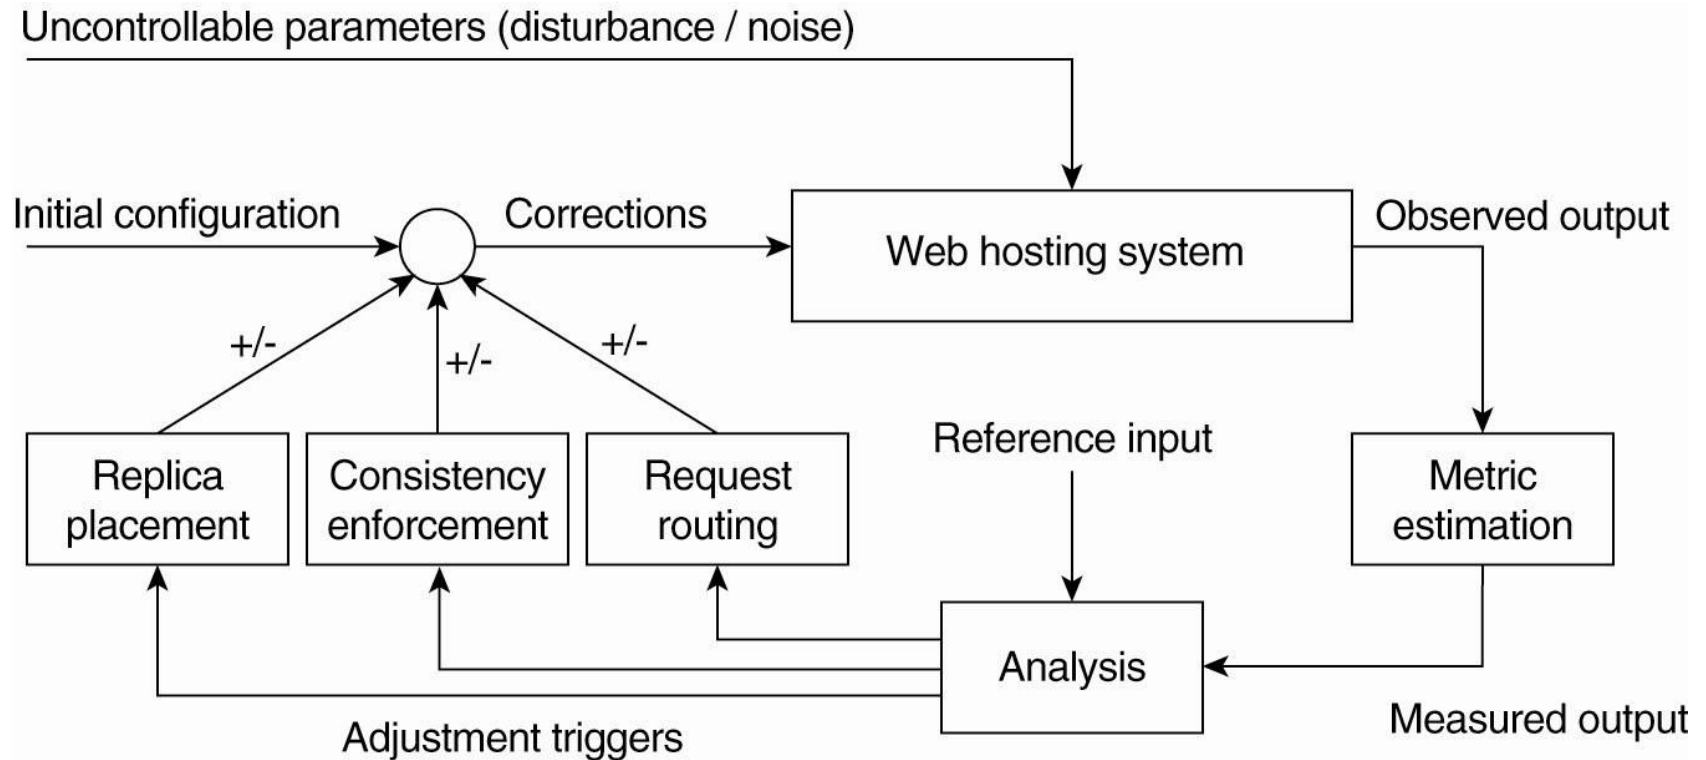 Uncontrollable parameters (disturbance / noise)
Initial configuration
Corrections
Web hosting system
Observed output
+/-
+/-
+/-
Reference input
Replica
placement
Consistency
enforcement
Request
routing
Metric
estimation
Analysis
Adjustment triggers
Measured output